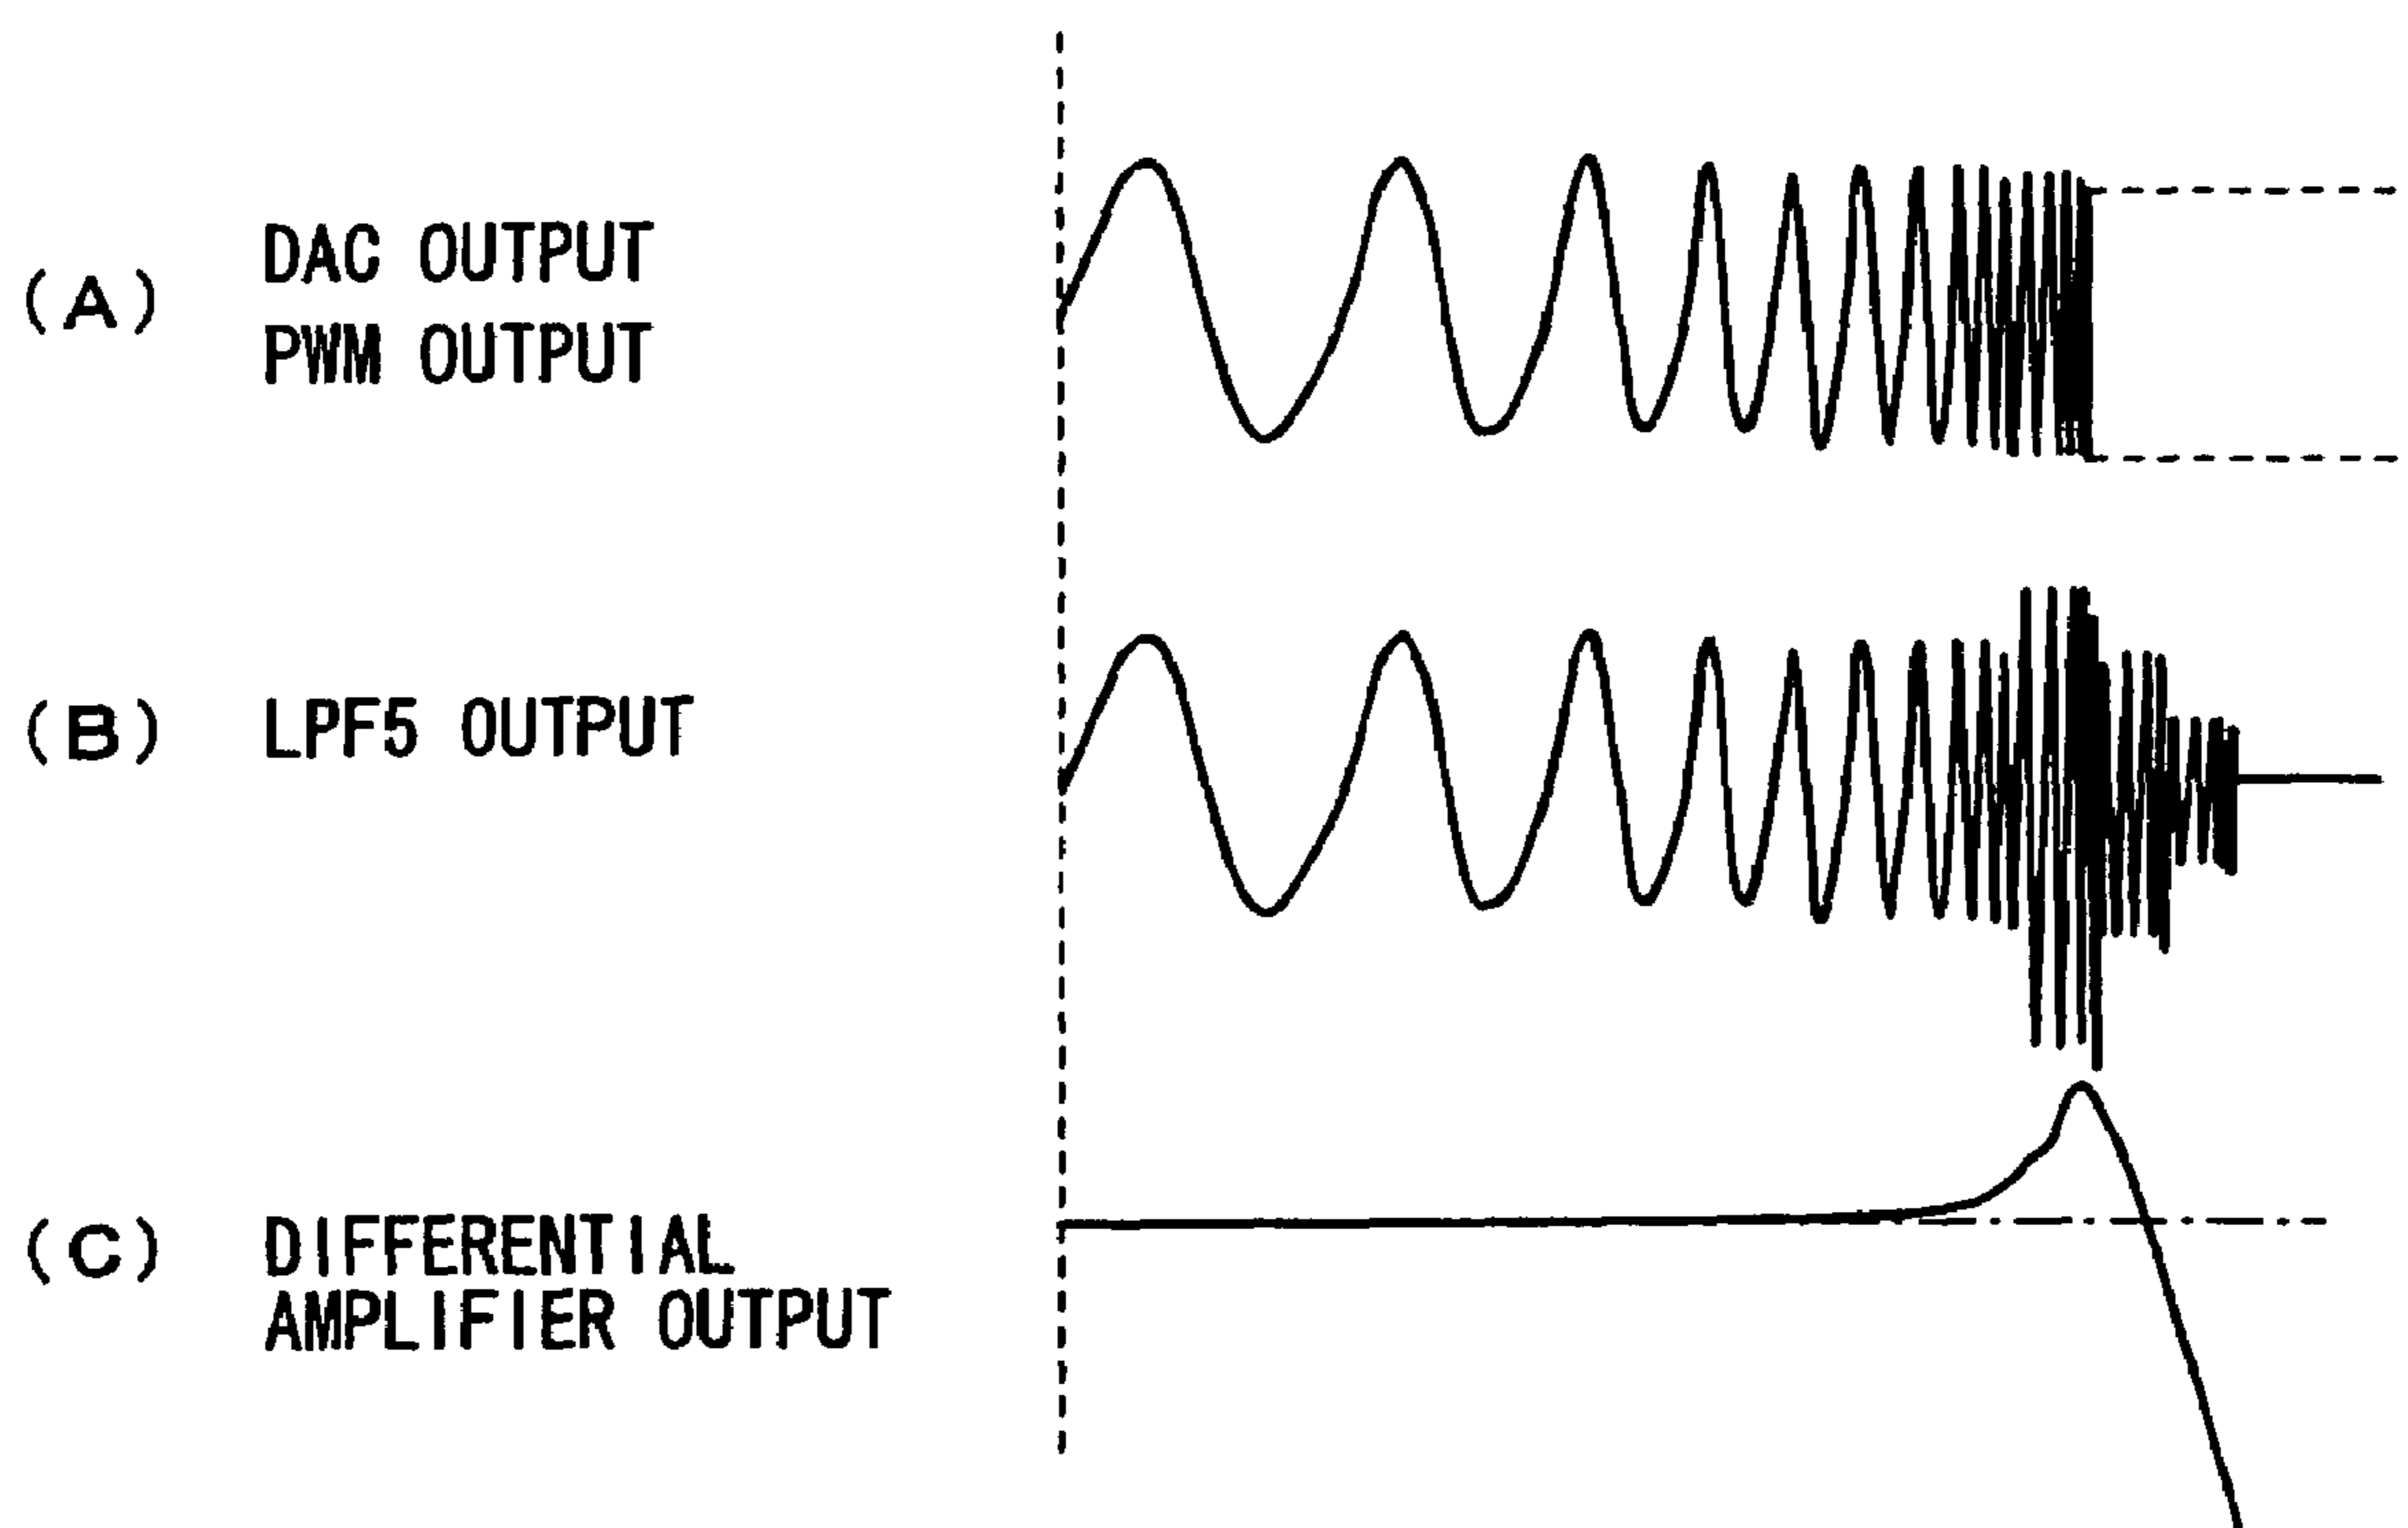 (A) DAC OUTPUT
PWM OUTPUT
(B) LPF5 OUTPUT
(C) DIFFERENTIAL
AMPLIFIER OUTPUT